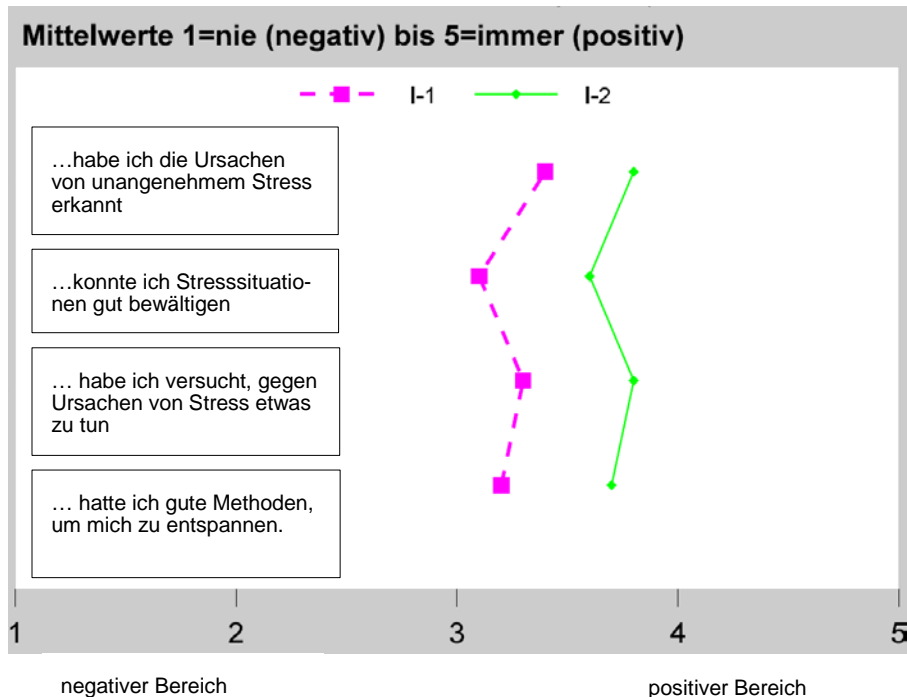 Mittelwerte 1=nie (negativ) bis 5=immer (positiv)
I-1 I-2
…habe ich die Ursachen
von unangenehmem Stress
erkannt
…konnte ich Stresssituatio-
nen gut bewältigen
… habe ich versucht, gegen
Ursachen von Stress etwas
zu tun
… hatte ich gute Methoden,
um mich zu entspannen.
1 2 3 4 5
negativer Bereich positiver Bereich